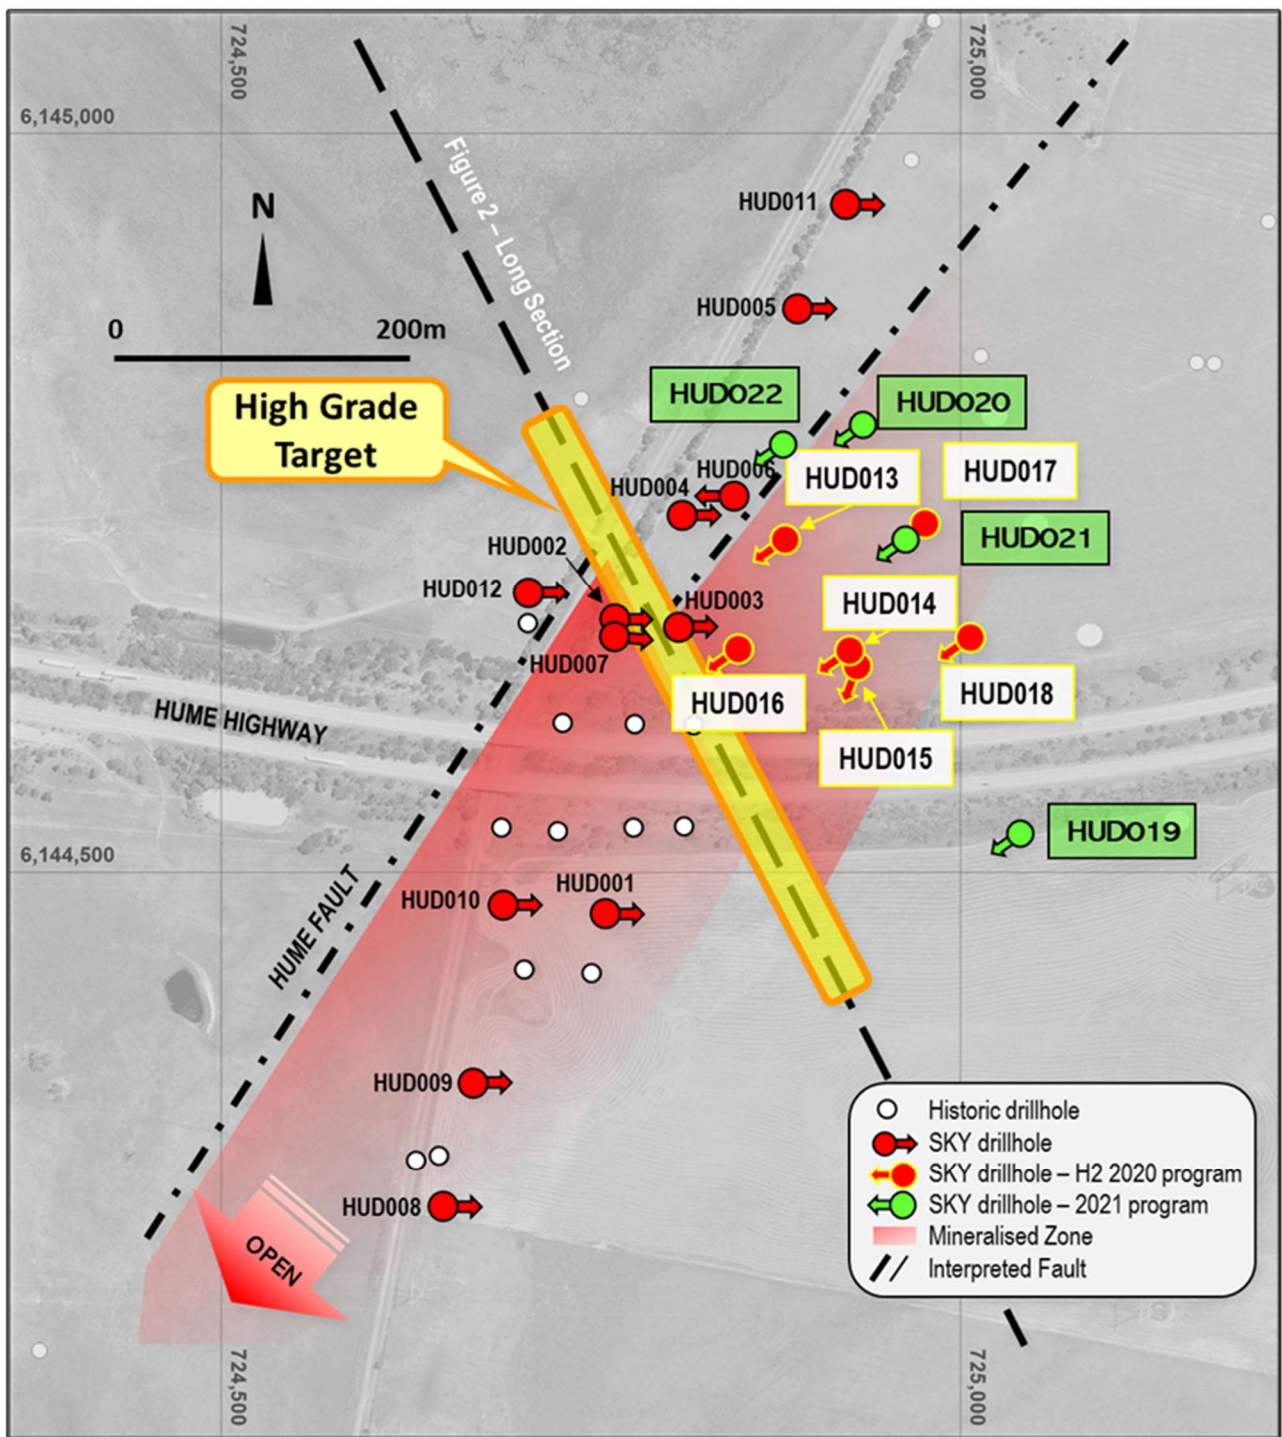 724,500
725,000
6,145,000
Figure 2 – Long Section
N
HUD011
0
200m
HUD005
HUD022
HUD020
High Grade
Target
HUD006
HUD013
HUD017
HUD004
HUD021
HUD002
HUD012
HUD003
HUD014
HUD007
HUD016
HUD018
HUME HIGHWAY
HUD015
HUD019
6,144,500
HUD010
HUD001
HUME FAULT
HUD009
HUD008
OPEN
Historic drillhole
SKY drillhole
SKY drillhole – H2 2020 program
SKY drillhole – 2021 program
Mineralised Zone
Interpreted Fault
724,500
725,000